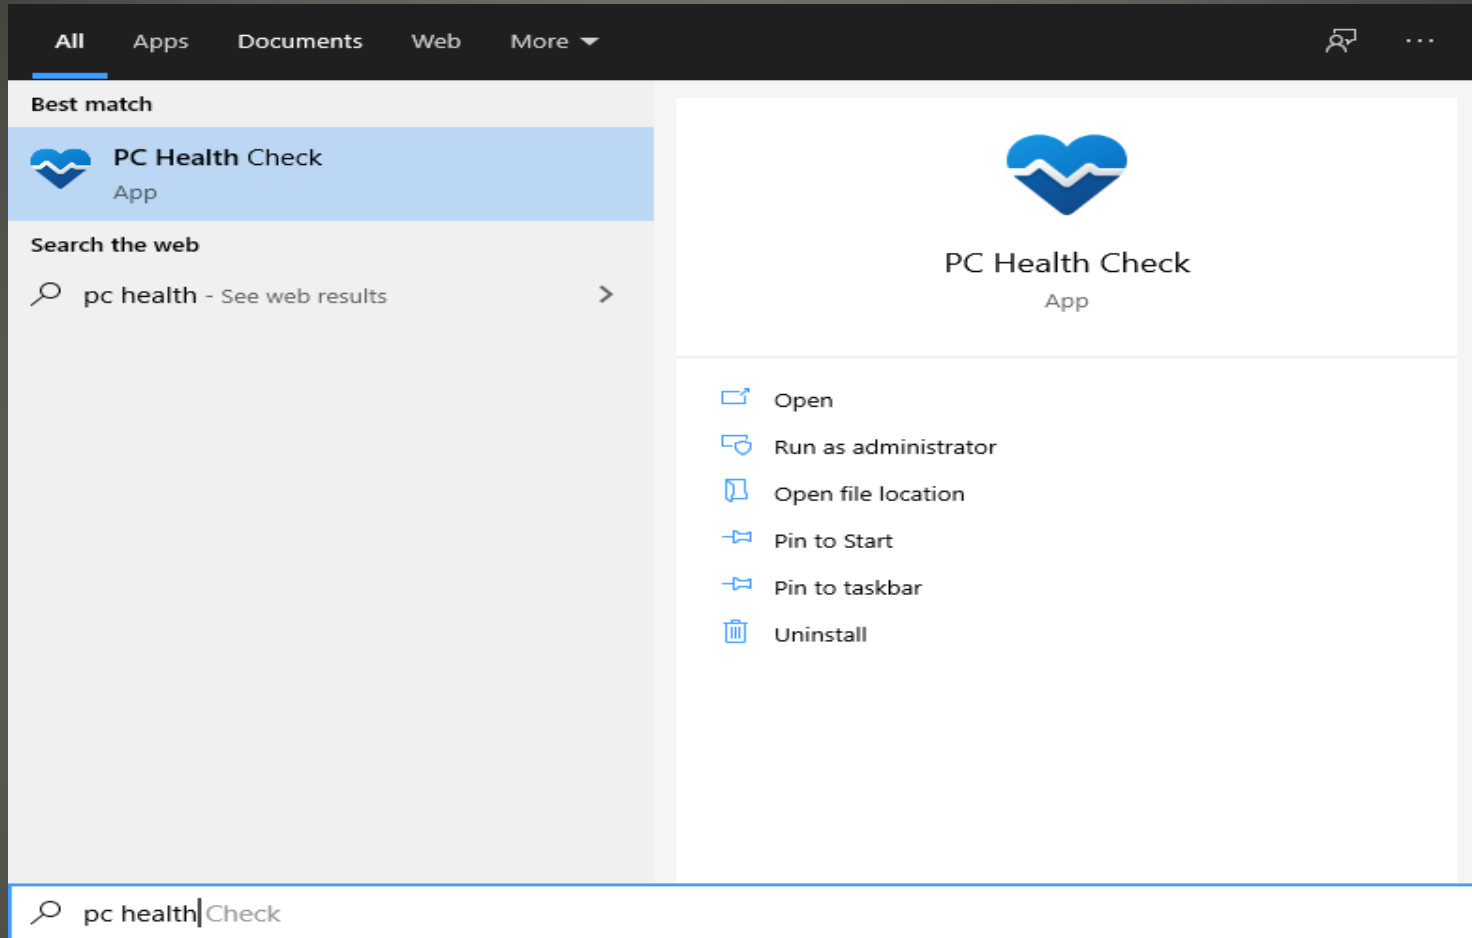 All Apps Documents Web More ...
Best match
PC Health Check
App
Search the web
pc health - See web results
PC Health Check
App
Open
Run as administrator
Open file location
Pin to Start
Pin to taskbar
Uninstall
pc health Check